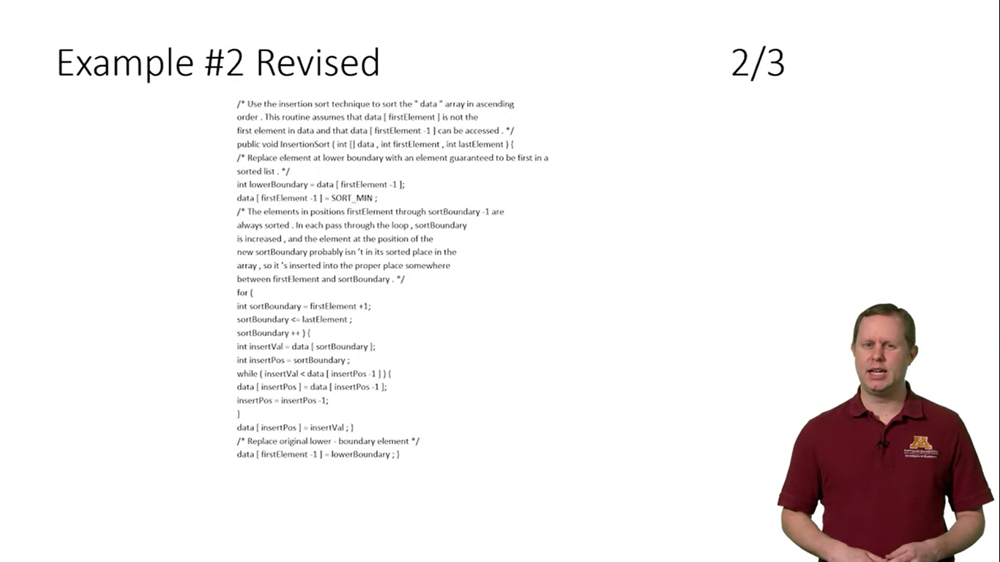 Example #2 Revised
2/3
/* Use the insertion sort technique to sort the " data " array in ascending
order . This routine assumes that data [ firstElement ] is not the
first element in data and that data [ firstElement -1 ] can be accessed . */
public void InsertionSort ( int [] data , int firstElement , int lastElement ) {
/* Replace element at lower boundary with an element guaranteed to be first in a
sorted list . */
int lowerBoundary = data [ firstElement -1 ];
data [ firstElement -1 ] = SORT_MIN ;
/* The elements in positions firstElement through sortBoundary -1 are
always sorted . In each pass through the loop , sortBoundary
is increased , and the element at the position of the
new sortBoundary probably isn 't in its sorted place in the
array , so it 's inserted into the proper place somewhere
between firstElement and sortBoundary . */
for (
int sortBoundary = firstElement +1;
sortBoundary <= lastElement ;
sortBoundary ++ ) {
int insertVal = data [ sortBoundary ];
int insertPos = sortBoundary ;
while ( insertVal < data [ insertPos -1 ] ) {
data [ insertPos ] = data [ insertPos -1 ];
insertPos = insertPos -1;
}
data [ insertPos ] = insertVal ; }
/* Replace original lower - boundary element */
data [ firstElement -1 ] = lowerBoundary ; }
M